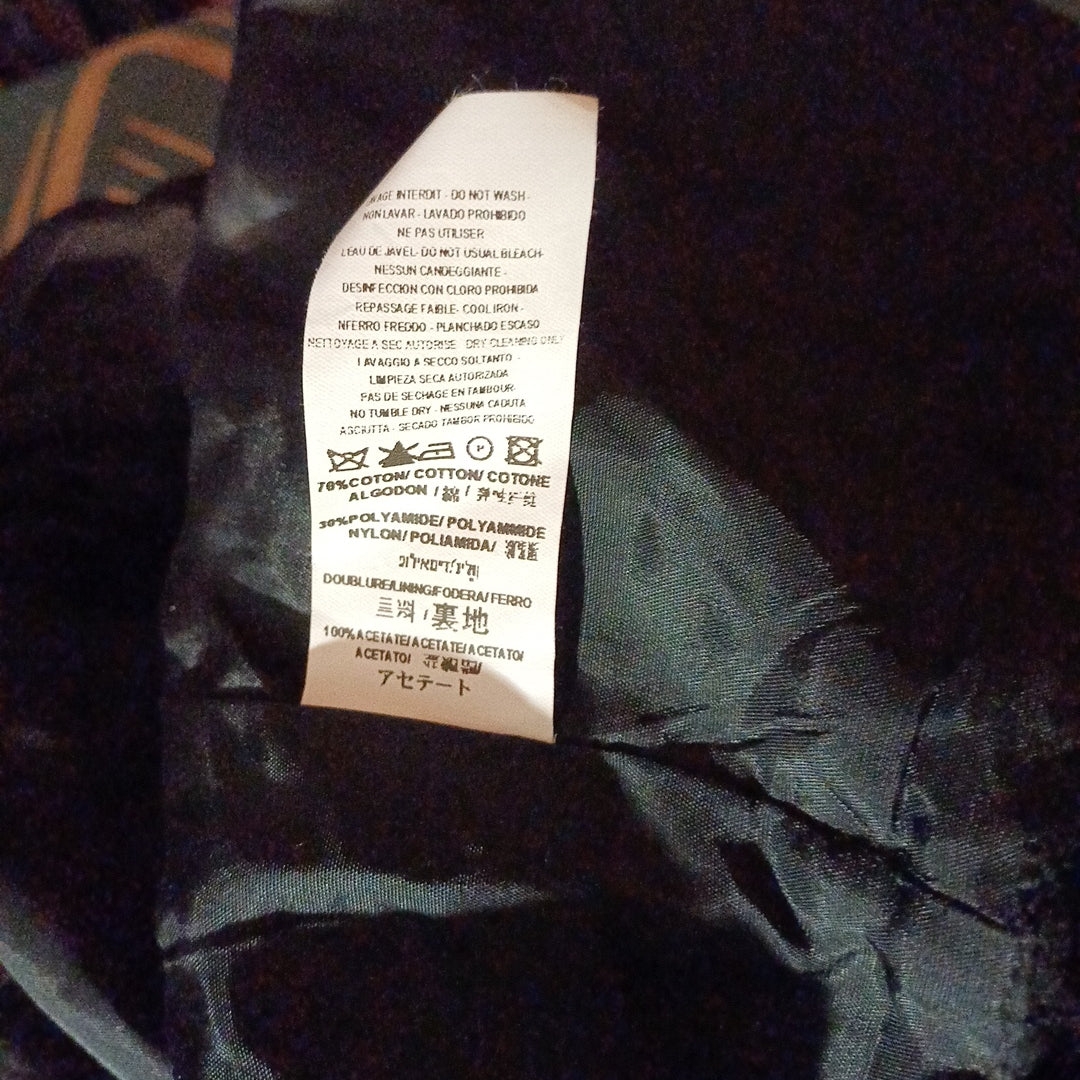 INTERDIT - DO NOT WASH -
NON LAVAR - LAVADO PROHIBIDO
NE PAS UTILISER
L'EAU DE JAVEL- DO NOT USUAL BLEACH-
NESSUN CANDEGGIANTE -
DESINFECCION CON CLORO PROHIBIDA
REPASSAGE FAIBLE- COOL IRON -
NFERRO FREDDO - PLANCHADO ESCASO
NETTOYAGE A SEC AUTORISE DRY CLEANING ONLY
LAVAGGIO A SECCO SOLTANTO -
LIMPIEZA SECA AUTORIZADA
PAS DE SECHAGE EN TAMBOUR-
NO TUMBLE DRY - NESSUNA CADUTA
ASCIUTTA - SECADO TAMBOR PROHIBIDO
P
70%COTON/ COTTON/ COTONE
ALGODON / 綿 /
30%POLYAMIDE/ POLYAMMIDE
NYLON/ POLIAMIDA/
DOUBLURE/LINING/FODERA/ FERRO
/ 裏地
100%ACETATE/ACETATE/ACETATO/
ACETATO/
アセテート